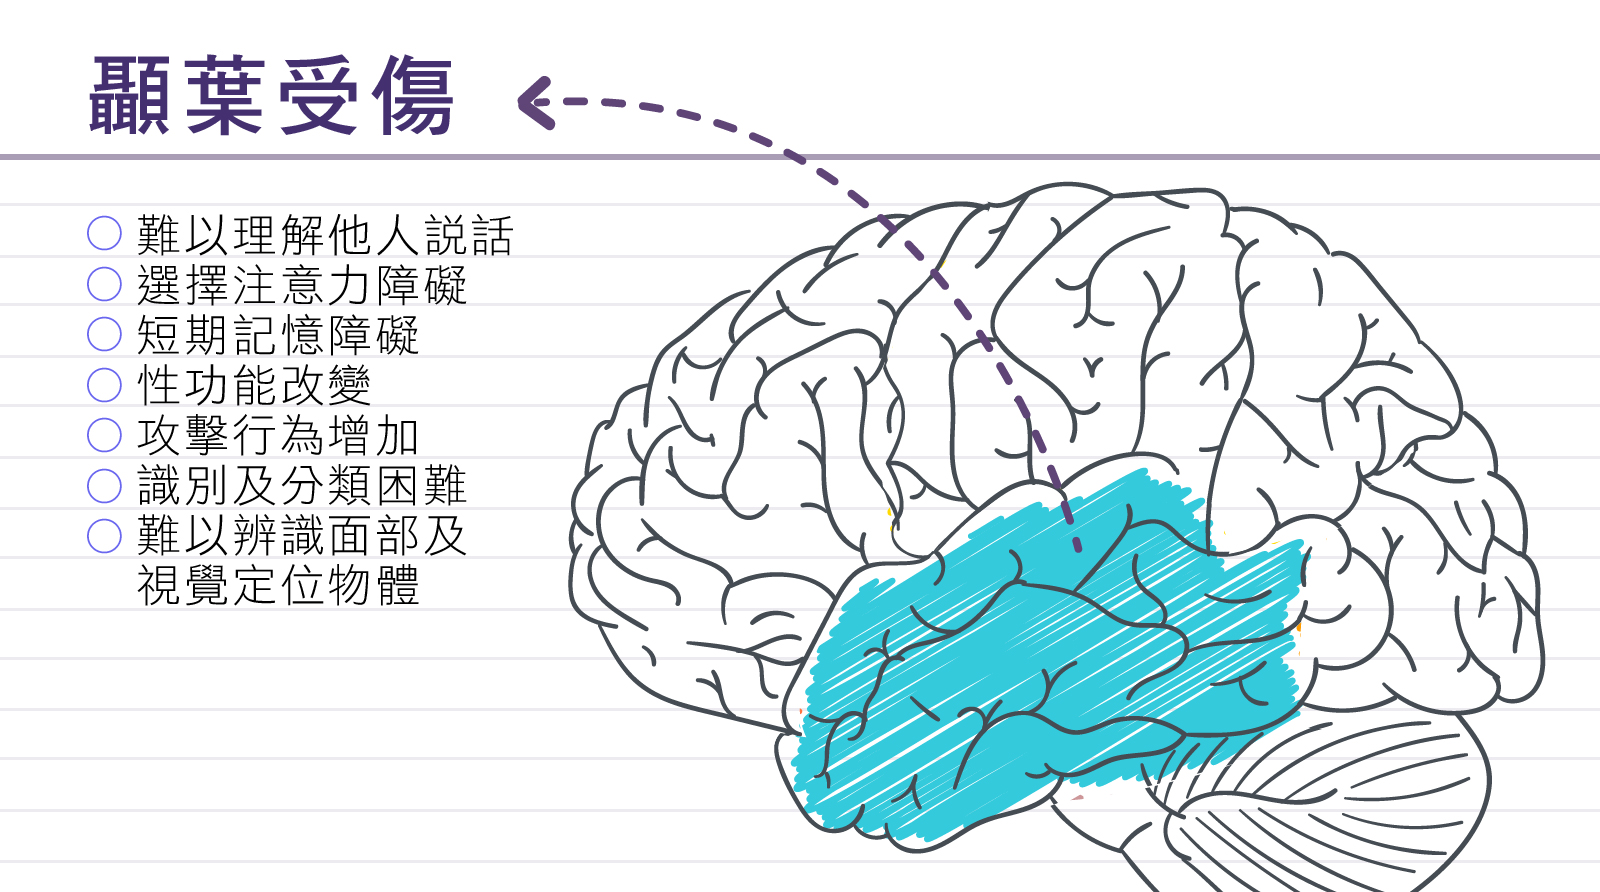 顳葉受傷
難以理解他人説話
選擇注意力障礙
短期記憶障礙
性功能改變
攻擊行為增加
識別及分類困難
難以辨識面部及
視覺定位物體